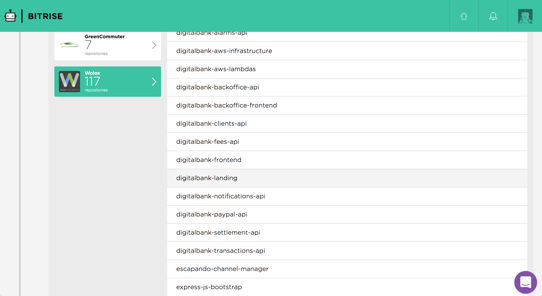 BITRISE
GreenCommuter
7
repositories
Wolox
117
repositories
digitalbank-alarms-api
digitalbank-aws-infrastructure
digitalbank-aws-lambdas
digitalbank-backoffice-api
digitalbank-backoffice-frontend
digitalbank-clients-api
digitalbank-fees-api
digitalbank-frontend
digitalbank-landing
digitalbank-notifications-api
digitalbank-paypal-api
digitalbank-settlement-api
digitalbank-transactions-api
escapando-channel-manager
express-js-bootstrap